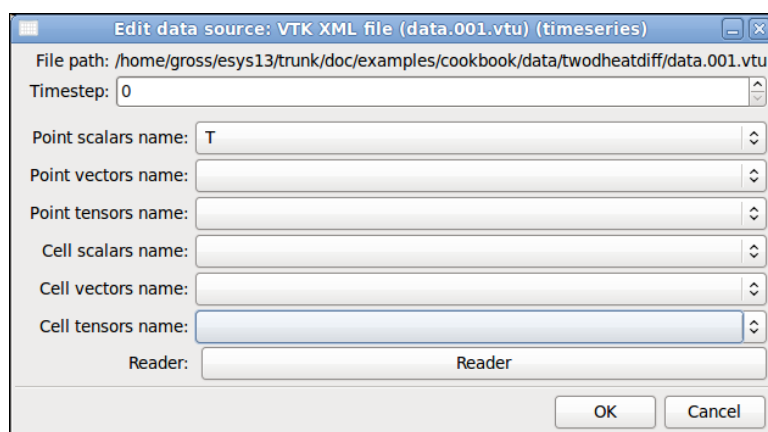 Edit data source: VTK XML file (data.001.vtu) (timeseries)
File path: /home/gross/esys13/trunk/doc/examples/cookbook/data/twodheatdiff/data.001.vtu
Timestep: 0
Point scalars name: T
Point vectors name:
Point tensors name:
Cell scalars name:
Cell vectors name:
Cell tensors name:
Reader: Reader
OK Cancel